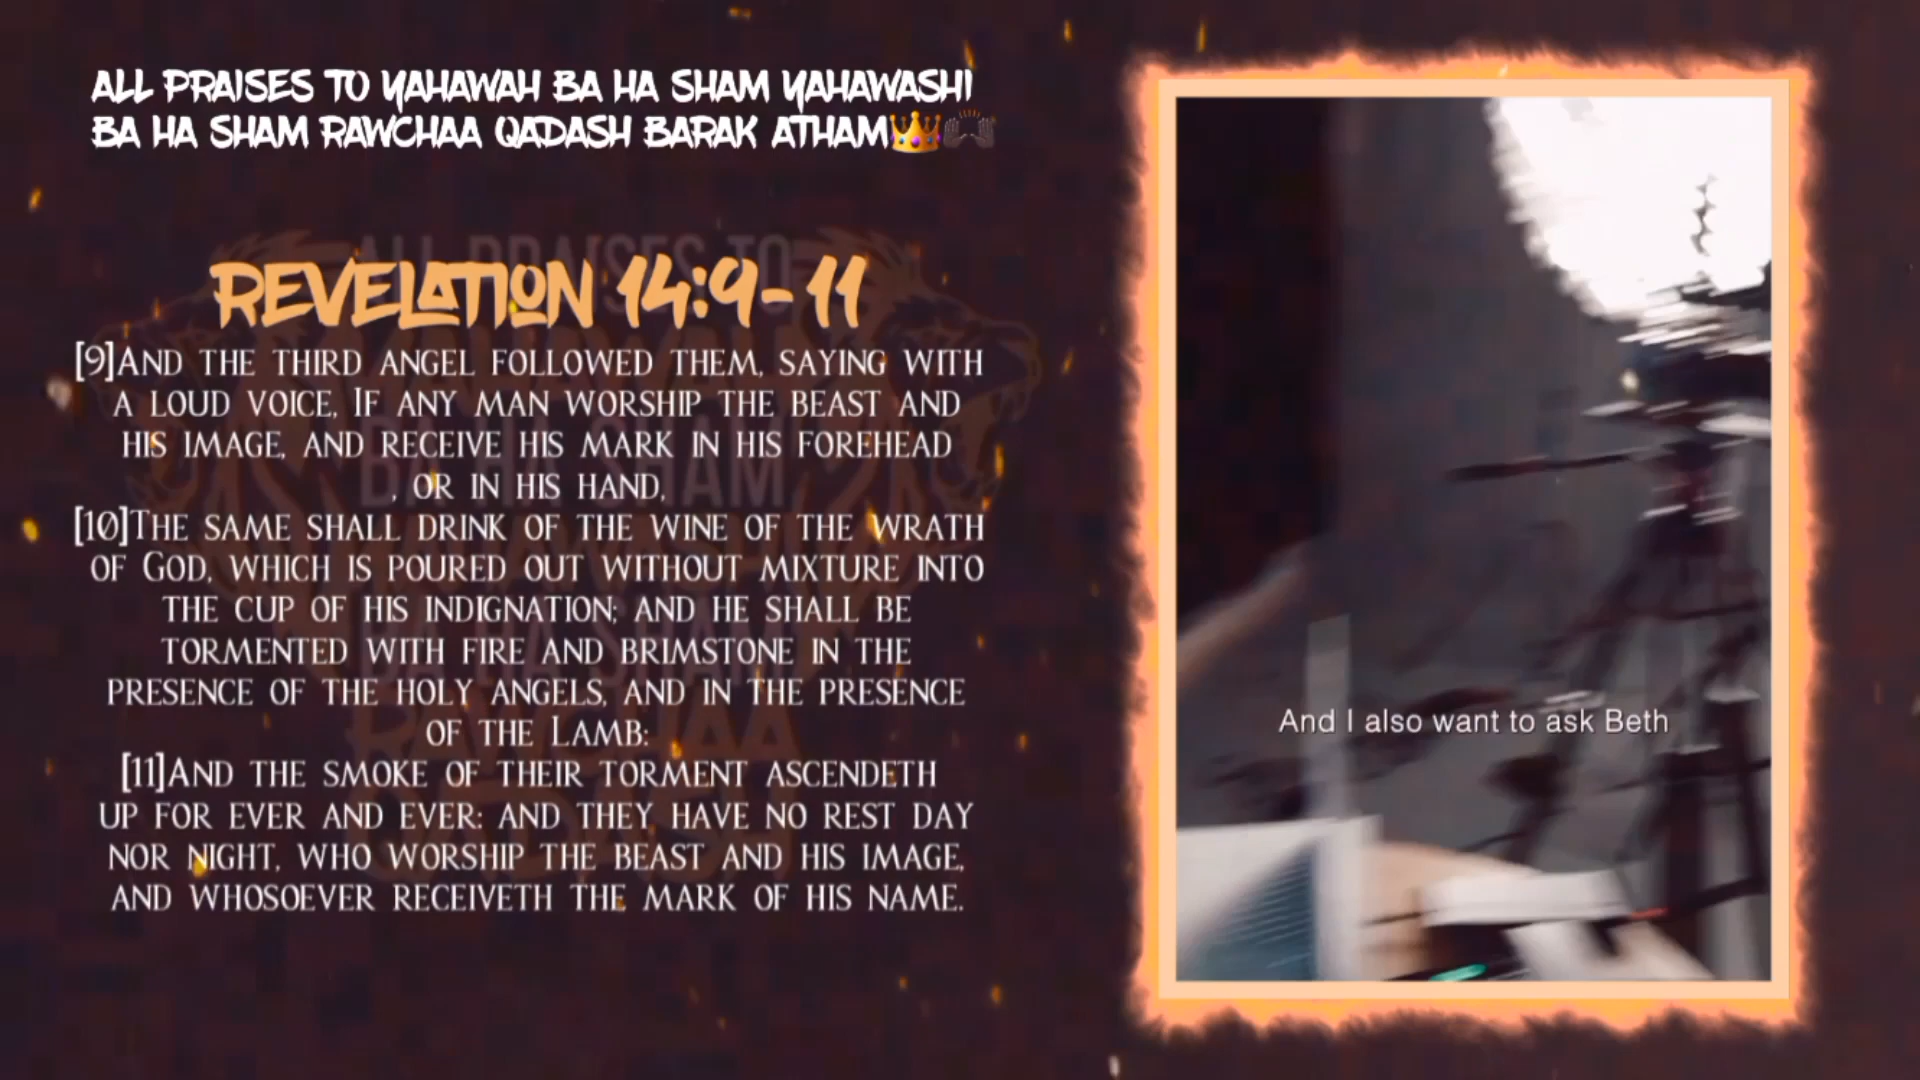 ALL PRAISES TO YAHAWAH BA HA SHAM YAHAWASHI
BA HA SHAM RAWCHAA QADASH BARAK ATHAM👑🙌🏿
ALL PRAISES TO
BA HA SHAM
REVELATION 14:9-11
[9]AND THE THIRD ANGEL FOLLOWED THEM, SAYING WITH
A LOUD VOICE, IF ANY MAN WORSHIP THE BEAST AND
HIS IMAGE, AND RECEIVE HIS MARK IN HIS FOREHEAD
, OR IN HIS HAND,
[10]THE SAME SHALL DRINK OF THE WINE OF THE WRATH
OF GOD, WHICH IS POURED OUT WITHOUT MIXTURE INTO
THE CUP OF HIS INDIGNATION; AND HE SHALL BE
TORMENTED WITH FIRE AND BRIMSTONE IN THE
PRESENCE OF THE HOLY ANGELS, AND IN THE PRESENCE
OF THE LAMB:
[11]AND THE SMOKE OF THEIR TORMENT ASCENDETH
UP FOR EVER AND EVER: AND THEY HAVE NO REST DAY
NOR NIGHT, WHO WORSHIP THE BEAST AND HIS IMAGE,
AND WHOSOEVER RECEIVETH THE MARK OF HIS NAME.
And I also want to ask Beth